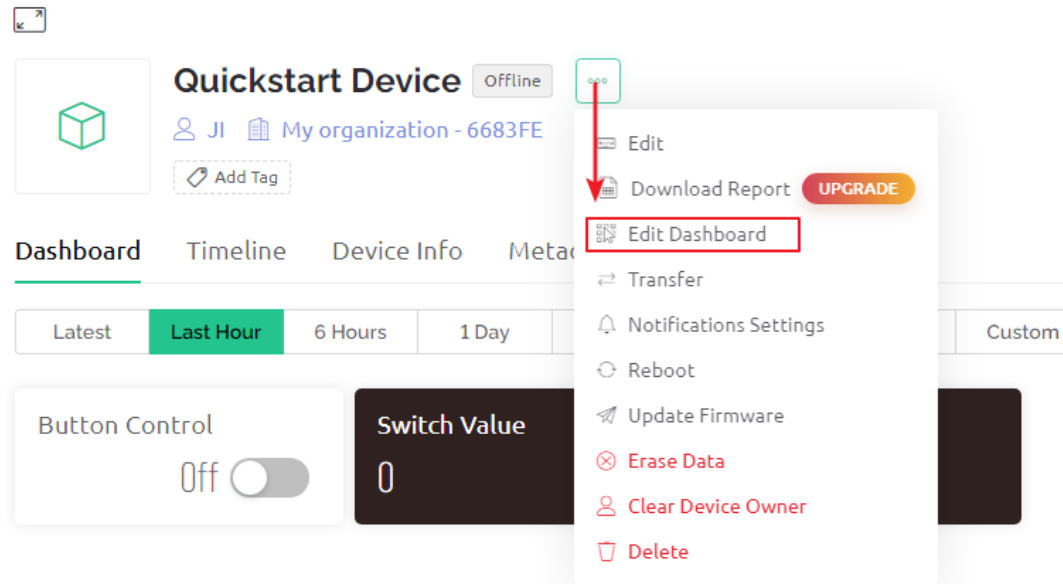 Quickstart Device Offline
JI My organization - 6683FE
Add Tag
Edit
Download Report UPGRADE
Edit Dashboard
Transfer
Notifications Settings
Reboot
Update Firmware
Erase Data
Clear Device Owner
Delete
Dashboard Timeline Device Info
Latest Last Hour 6 Hours 1 Day Custom
Button Control
Off
Switch Value
0